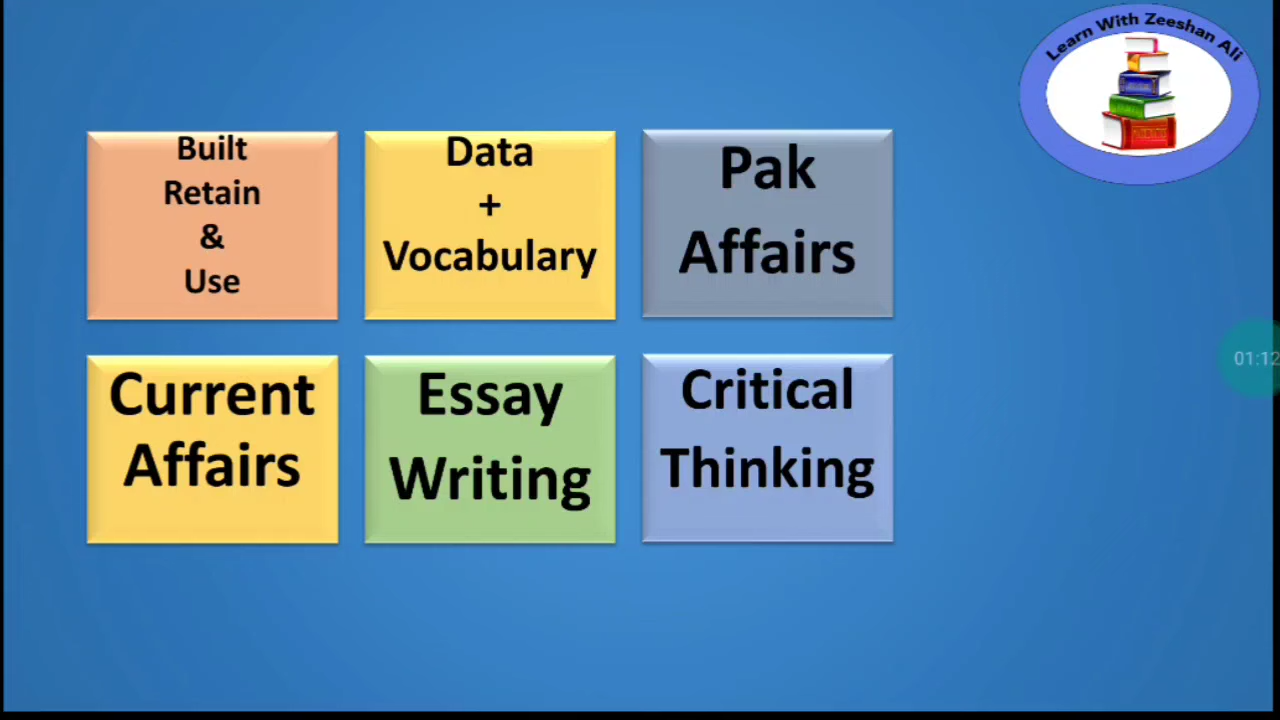 Learn With Zeeshan Ali
Built
Retain
&
Use
Data
+
Vocabulary
Pak
Affairs
Current
Affairs
Essay
Writing
Critical
Thinking
01:12